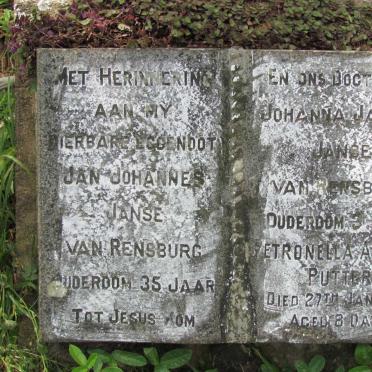 MET HERINNERING
AAN MY
DIERBARE EGGENOOT
JAN JOHANNES
JANSE
VAN RENSBURG
OUDERDOM 35 JAAR
TOT JESUS KOM
EN ONS DOGT
JOHANNA JA
JANSE
VAN RENSB
OUDERDOM 3
PETRONELLA A
PUTTER
DIED 27TH JAN
AGED 8 DA